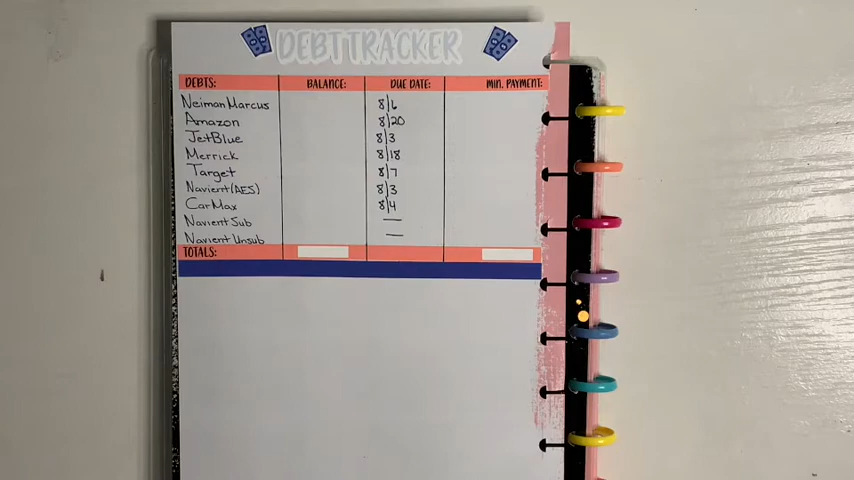 DEBT TRACKER
DEBTS: BALANCE: DUE DATE: MIN. PAYMENT:
Neiman Marcus 8|6
Amazon 8|20
JetBlue 8|3
Merrick 8|18
Target 8|7
Navient (AES) 8|3
CarMax 8|4
Navient Sub —
Navient Unsub —
TOTALS: